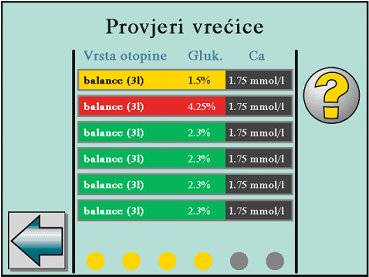 Provjeri vrećice
Vrsta otopine Gluk. Ca
balance (3l) 1.5% 1.75 mmol/l
balance (3l) 4.25% 1.75 mmol/l
balance (3l) 2.3% 1.75 mmol/l
balance (3l) 2.3% 1.75 mmol/l
balance (3l) 2.3% 1.75 mmol/l
balance (3l) 2.3% 1.75 mmol/l
?